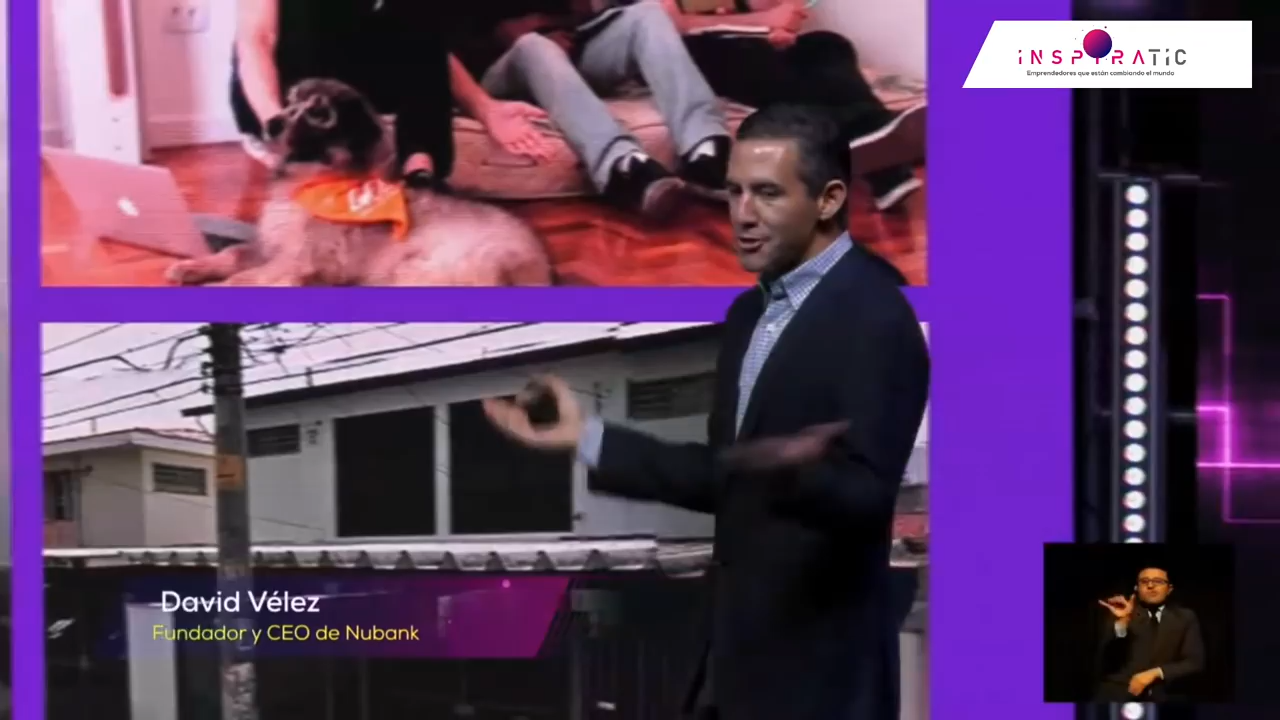 INSPIRATIC
Emprendedores que están cambiando el mundo
David Vélez
Fundador y CEO de Nubank